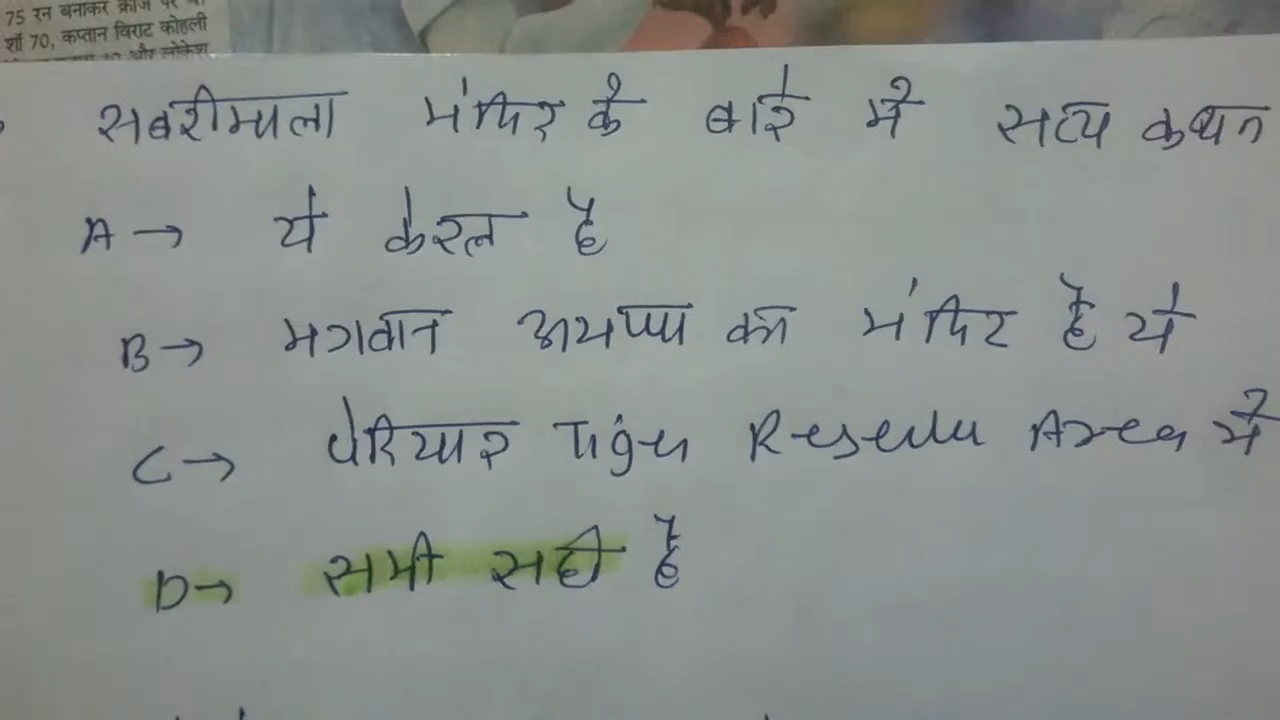 75 रन बनाकर क्रीज पर
शॉ 70, कप्तान विराट कोहली
और लोकेश
सबरीमाला मंदिर के बारे में सत्य कथन
A → ये केरल है
B → भगवान अयप्पा का मंदिर है ये
C → पेरियार Tiger Reserve Area में
D → सभी सही है